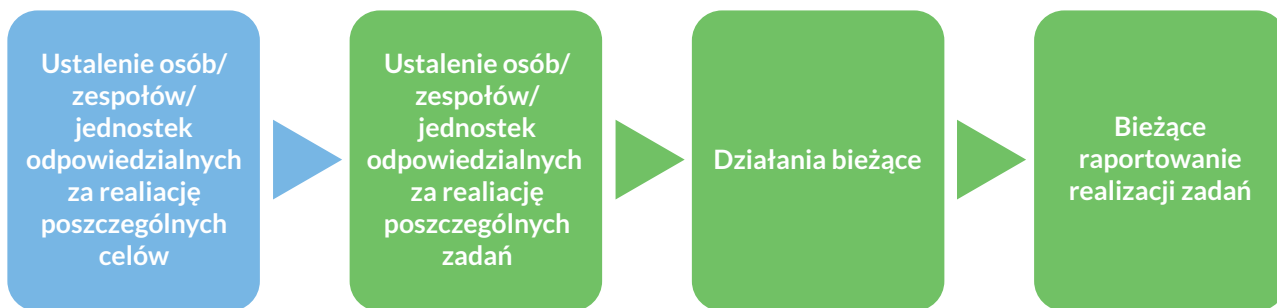 Ustalenie osób/
zespołów/
jednostek
odpowiedzialnych
za realiację
poszczególnych
celów
Ustalenie osób/
zespołów/
jednostek
odpowiedzialnych
za realiację
poszczególnych
zadań
Działania bieżące
Bieżące
raportowanie
realizacji zadań